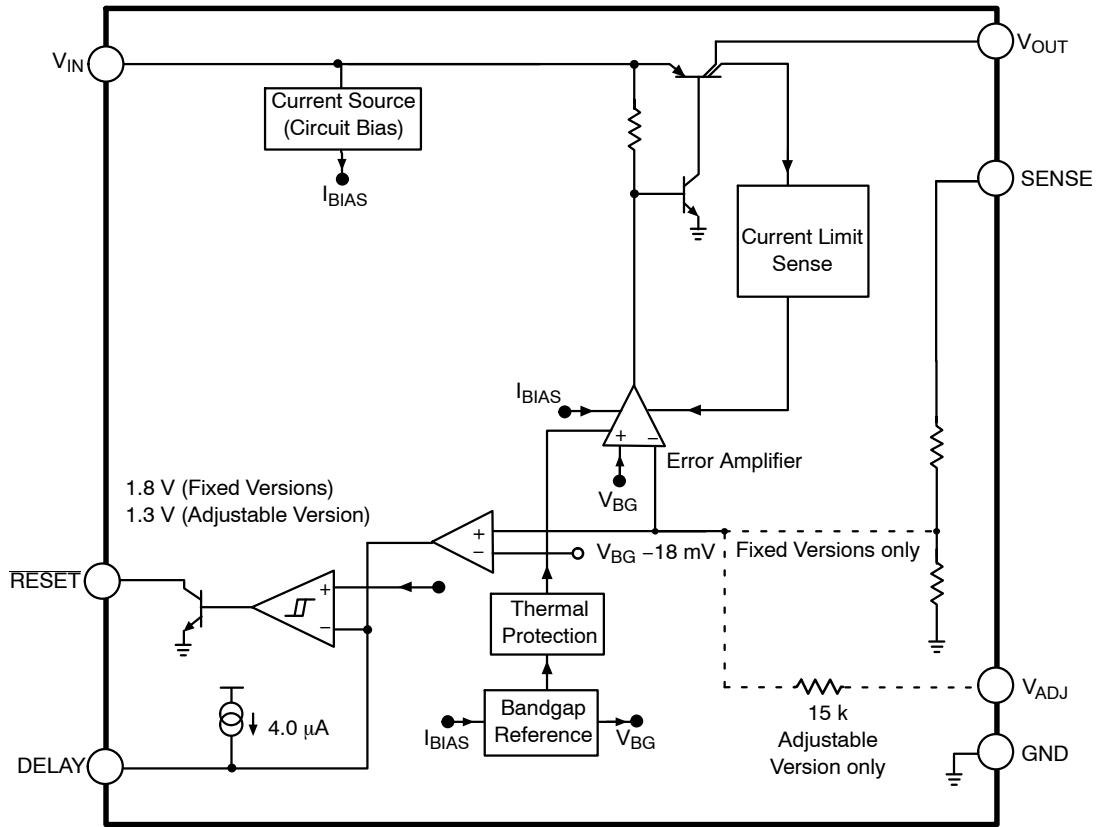 V_IN
V_OUT
Current Source
(Circuit Bias)
I_BIAS
SENSE
Current Limit
Sense
I_BIAS
+
−
Error Amplifier
V_BG
1.8 V (Fixed Versions)
1.3 V (Adjustable Version)
+
−
V_BG −18 mV
Fixed Versions only
RESET
+
−
Thermal
Protection
4.0 μA
I_BIAS
Bandgap
Reference
V_BG
15 k
Adjustable
Version only
V_ADJ
DELAY
GND